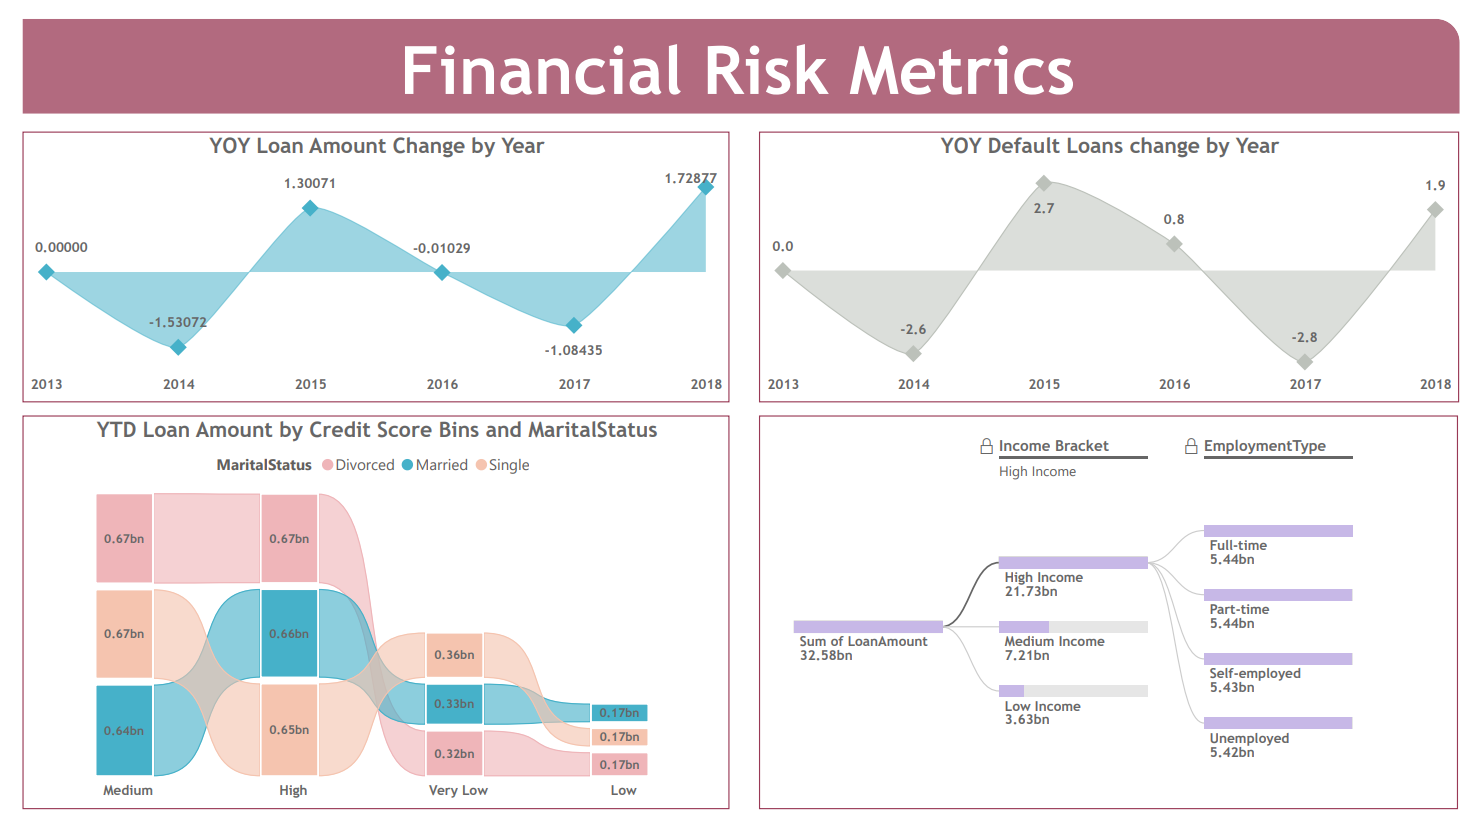 Financial Risk Metrics
YOY Loan Amount Change by Year
0.00000
-1.53072
1.30071
-0.01029
-1.08435
1.72877
2013 2014 2015 2016 2017 2018
YOY Default Loans change by Year
0.0
-2.6
2.7
0.8
-2.8
1.9
2013 2014 2015 2016 2017 2018
YTD Loan Amount by Credit Score Bins and MaritalStatus
MaritalStatus Divorced Married Single
0.67bn
0.67bn
0.64bn
0.67bn
0.66bn
0.65bn
0.36bn
0.33bn
0.32bn
0.17bn
0.17bn
0.17bn
Medium High Very Low Low
Income Bracket
High Income
EmploymentType
Sum of LoanAmount
32.58bn
High Income
21.73bn
Medium Income
7.21bn
Low Income
3.63bn
Full-time
5.44bn
Part-time
5.44bn
Self-employed
5.43bn
Unemployed
5.42bn